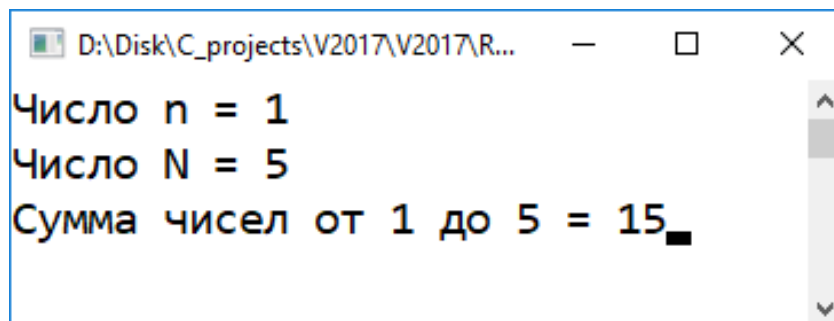 D:\Disk\C_projects\V2017\V2017\R...
Число n = 1
Число N = 5
Сумма чисел от 1 до 5 = 15